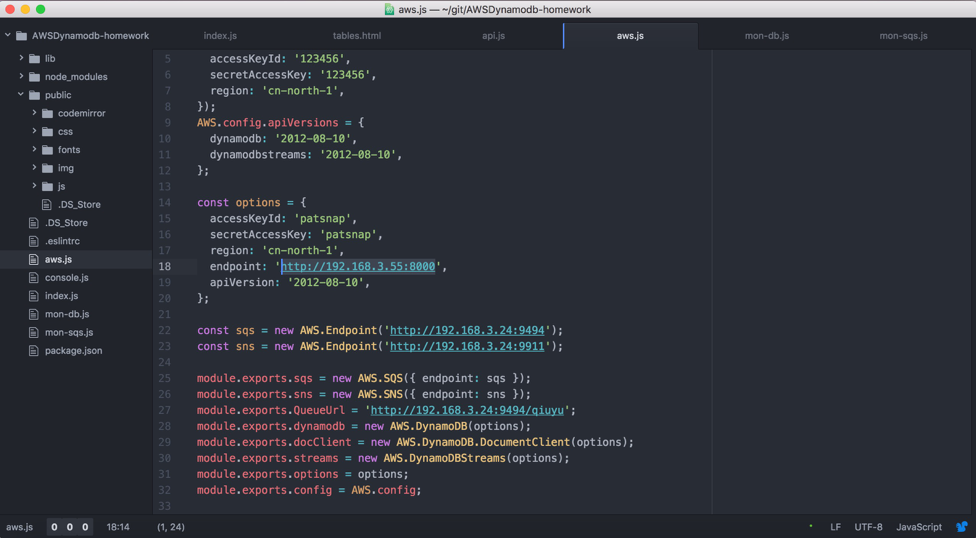 aws.js — ~/git/AWSDynamodb-homework
AWSDynamodb-homework
index.js
tables.html
api.js
aws.js
mon-db.js
mon-sqs.js
lib
node_modules
public
codemirror
css
fonts
img
js
.DS_Store
.DS_Store
.eslintrc
aws.js
console.js
index.js
mon-db.js
mon-sqs.js
package.json
5 accessKeyId: '123456',
6 secretAccessKey: '123456',
7 region: 'cn-north-1',
8 });
9 AWS.config.apiVersions = {
10 dynamodb: '2012-08-10',
11 dynamodbstreams: '2012-08-10',
12 };
13
14 const options = {
15 accessKeyId: 'patsnap',
16 secretAccessKey: 'patsnap',
17 region: 'cn-north-1',
18 endpoint: 'http://192.168.3.55:8000',
19 apiVersion: '2012-08-10',
20 };
21
22 const sqs = new AWS.Endpoint('http://192.168.3.24:9494');
23 const sns = new AWS.Endpoint('http://192.168.3.24:9911');
24
25 module.exports.sqs = new AWS.SQS({ endpoint: sqs });
26 module.exports.sns = new AWS.SNS({ endpoint: sns });
27 module.exports.QueueUrl = 'http://192.168.3.24:9494/qiuyu';
28 module.exports.dynamodb = new AWS.DynamoDB(options);
29 module.exports.docClient = new AWS.DynamoDB.DocumentClient(options);
30 module.exports.streams = new AWS.DynamoDBStreams(options);
31 module.exports.options = options;
32 module.exports.config = AWS.config;
33
aws.js 0 0 0 18:14 (1, 24) LF UTF-8 JavaScript